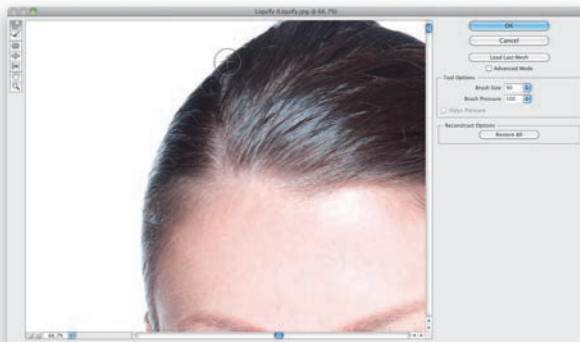 Liquify (Liquify.jpg @ 66.7%)
OK
Cancel
Load Last Mesh
Advanced Mode
Tool Options
Brush Size: 90
Brush Pressure: 100
Stylus Pressure
Reconstruct Options
Restore All
66.7%